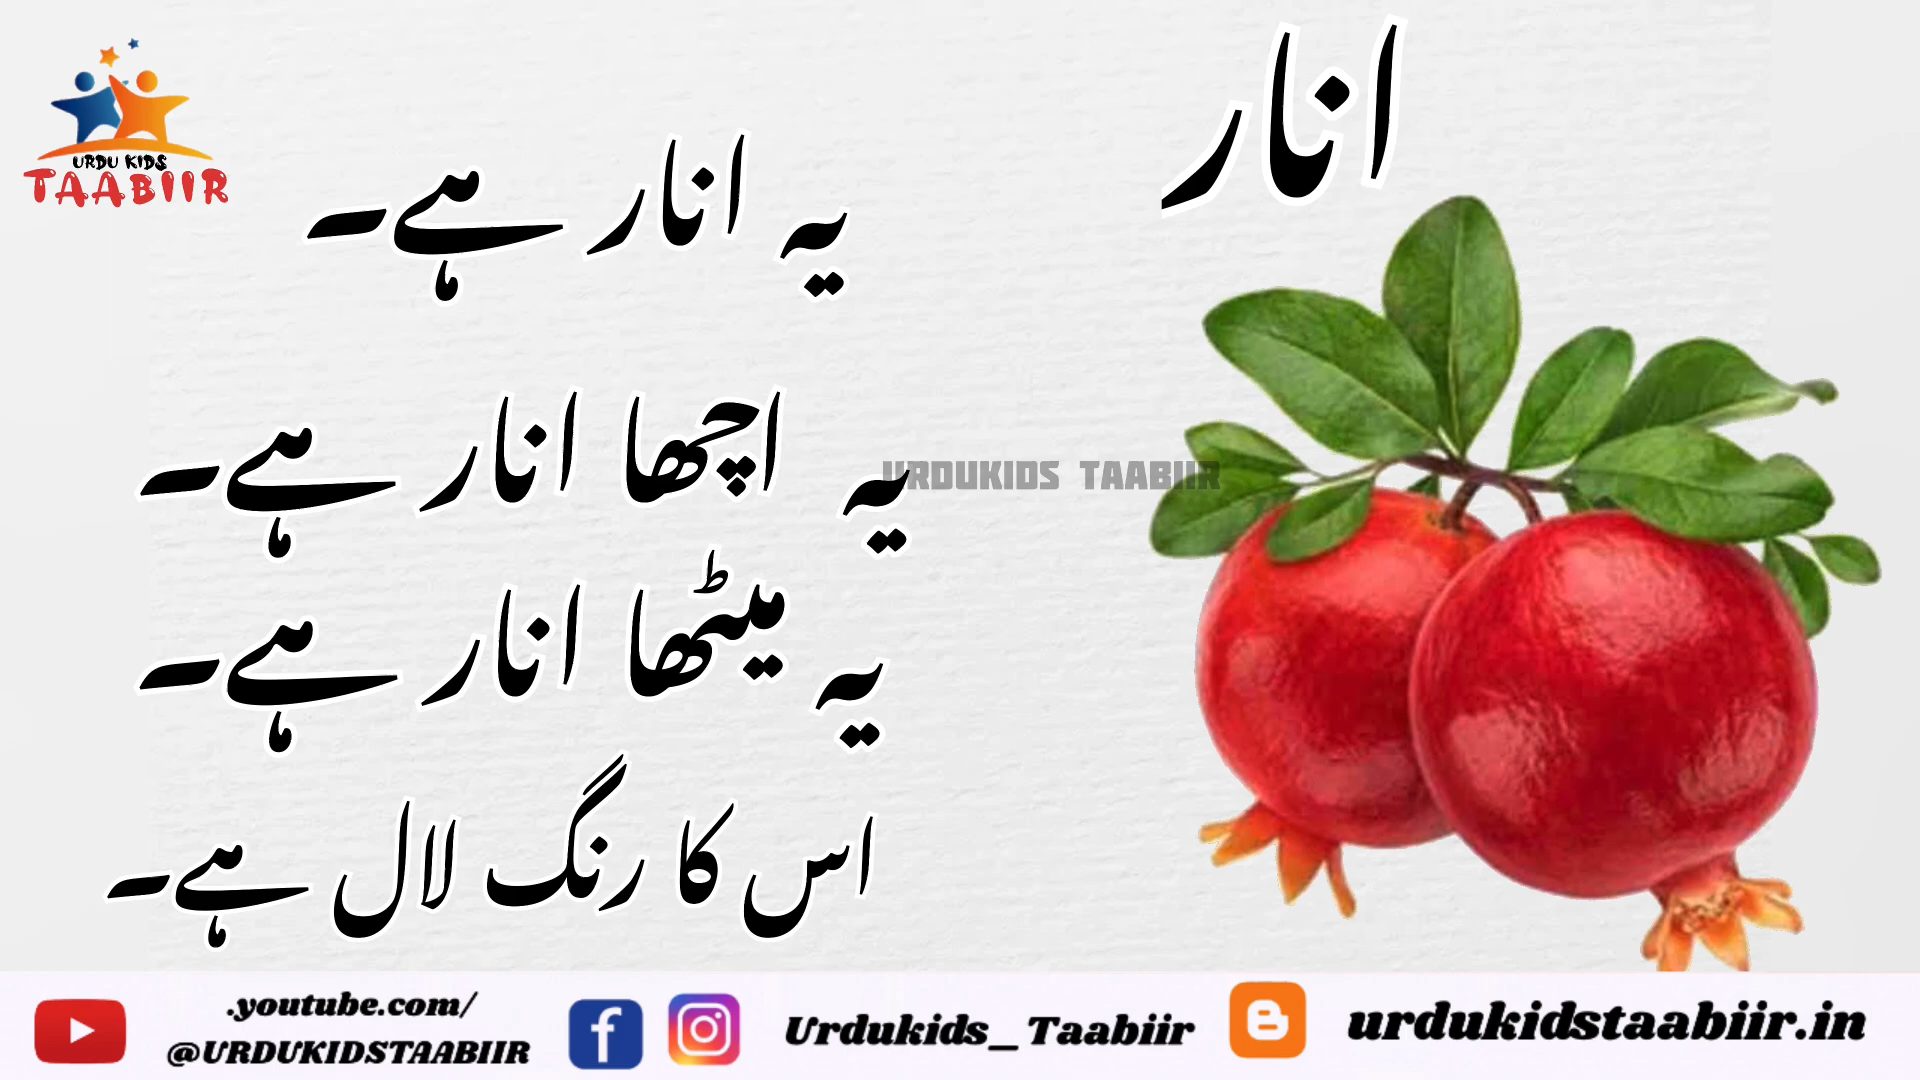 انار
URDU KIDS
TAABIIR
یہ انار ہے۔
یہ اچھا انار ہے۔
URDUKIDS TAABIIR
یہ میٹھا انار ہے۔
اس کا رنگ لال ہے۔
.youtube.com/
@URDUKIDSTAABIIR
Urdukids_Taabiir
urdukidstaabiir.in